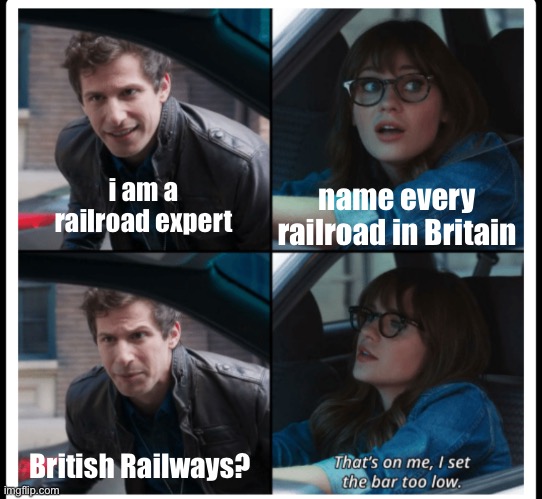 i am a
railroad expert
name every
railroad in Britain
British Railways?
That's on me, I set
the bar too low.
imgflip.com